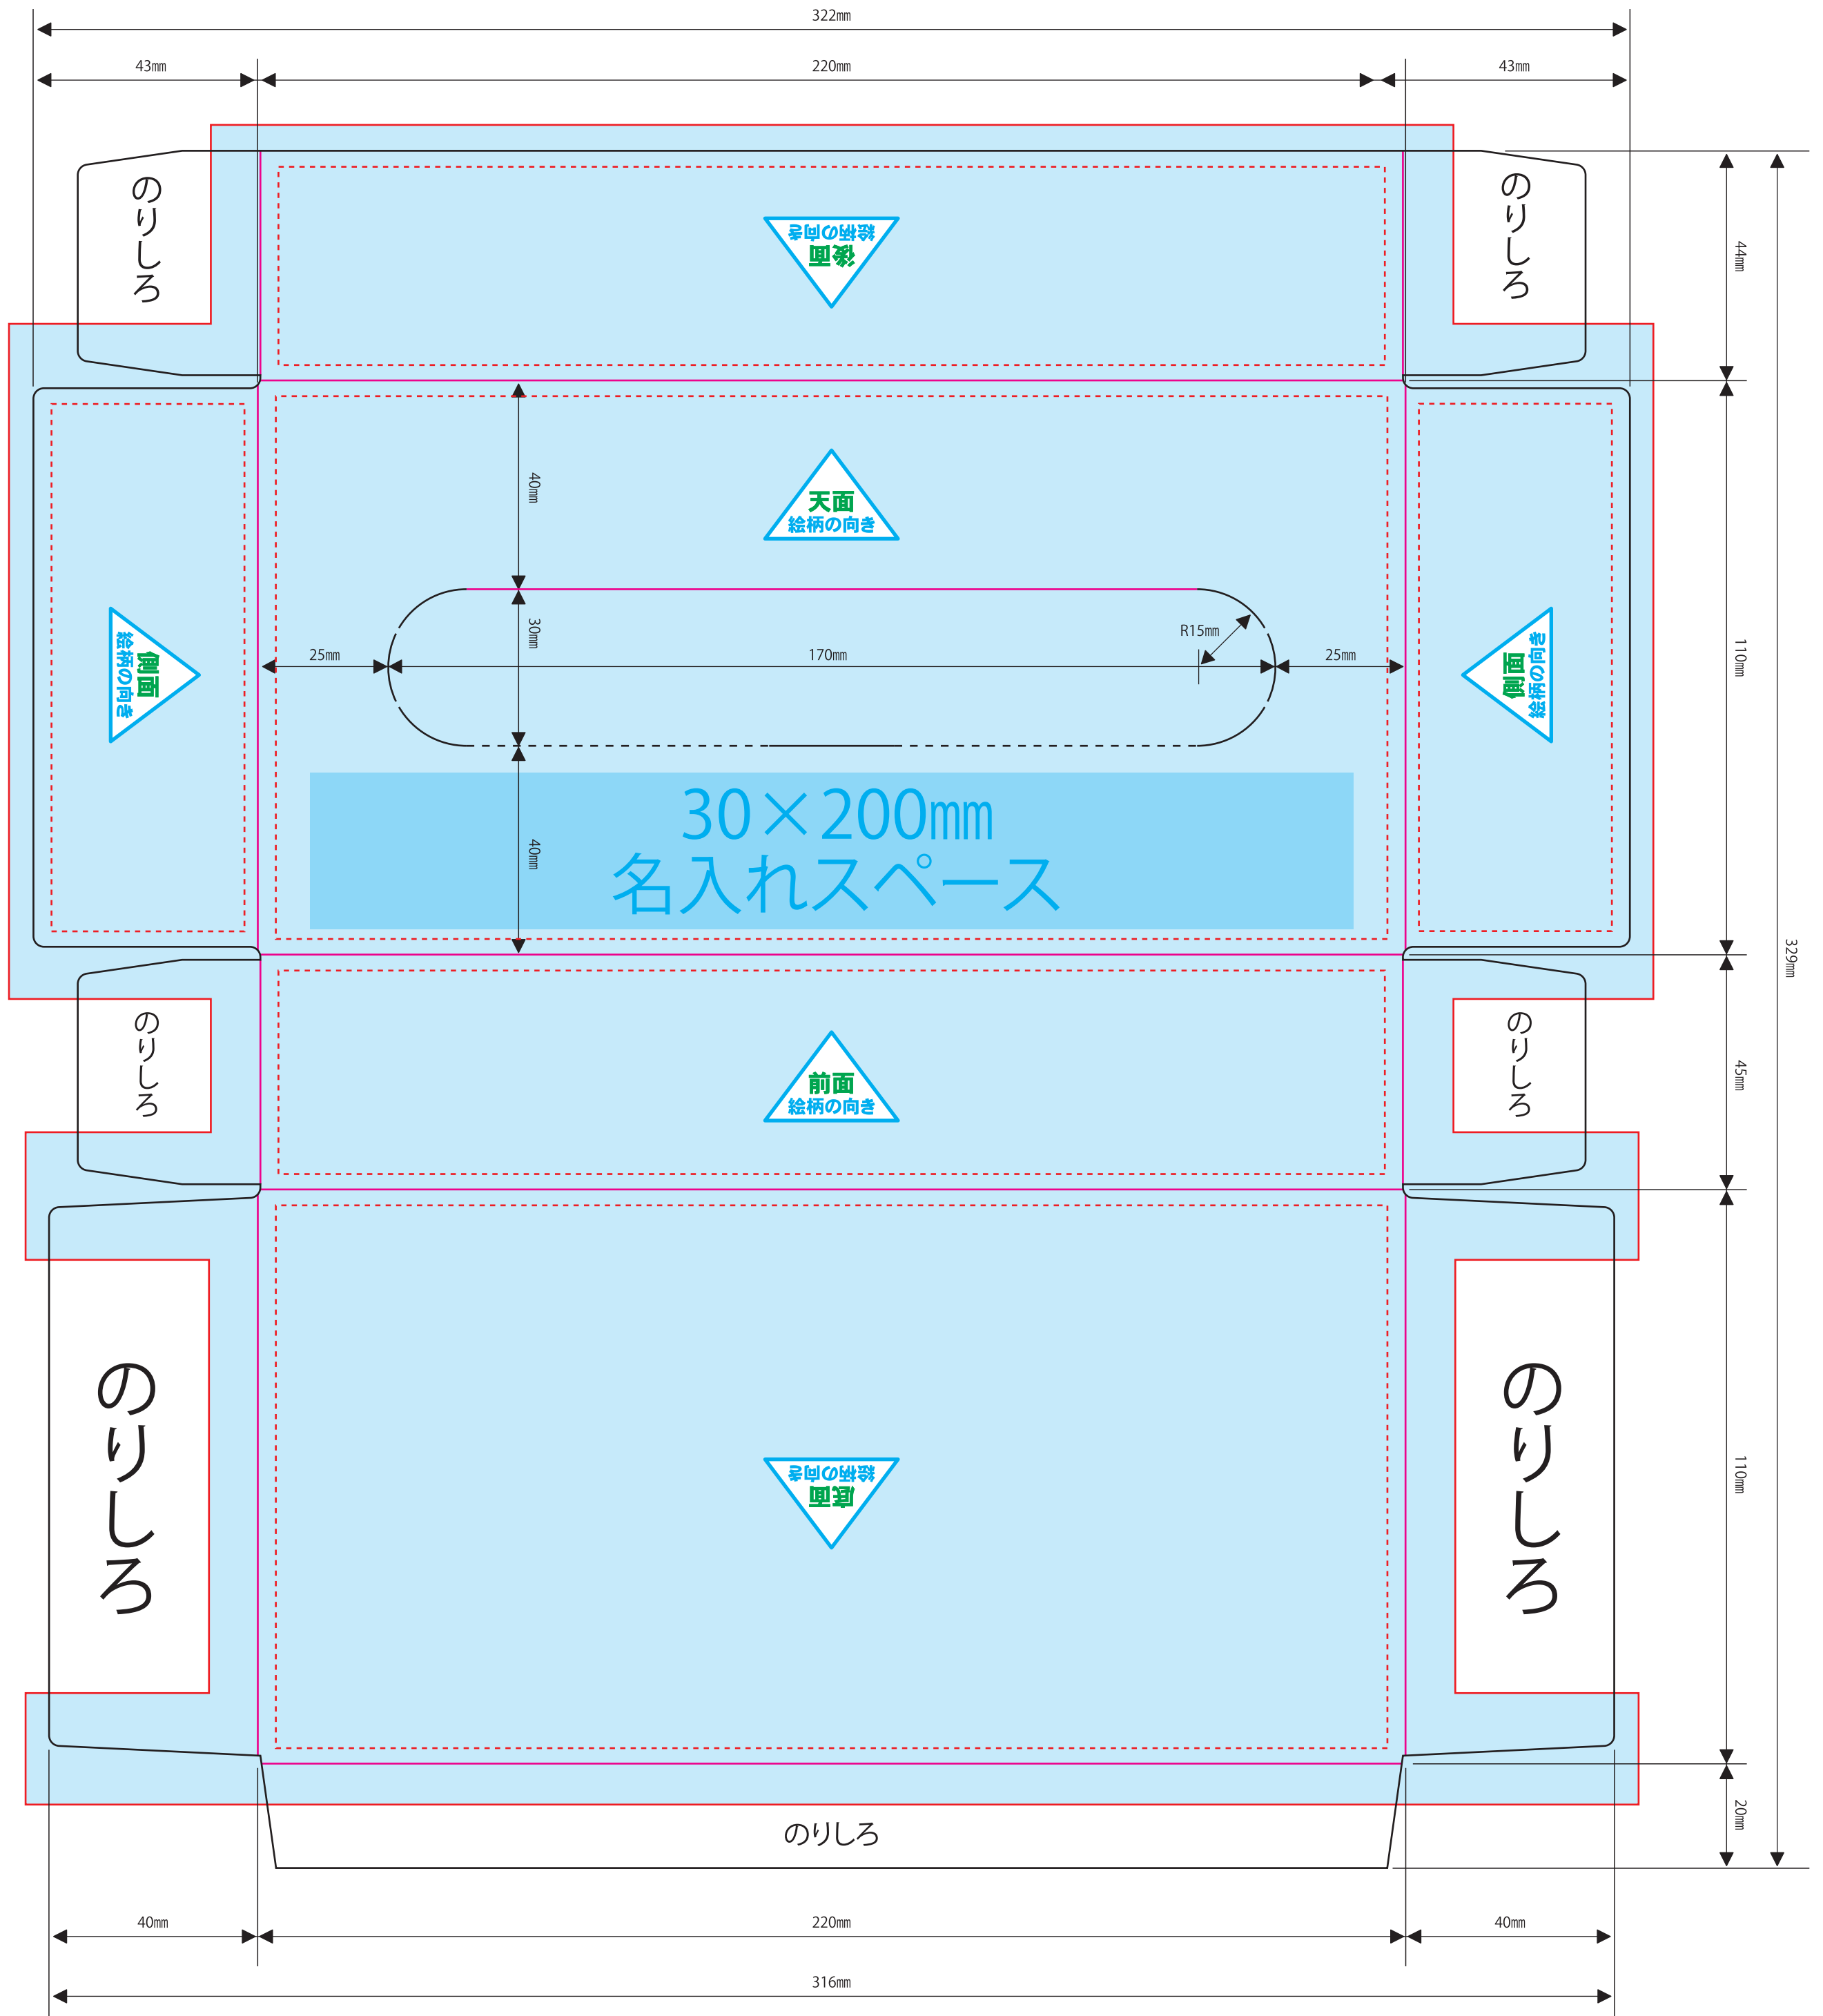 322㎜
43㎜
220㎜
43㎜
のりしろ
のりしろ
絵柄の向き
後面
44㎜
40㎜
天面
絵柄の向き
30㎜
R15㎜
25㎜
170㎜
25㎜
側面
絵柄の向き
側面
絵柄の向き
110㎜
30×200㎜
名入れスペース
40㎜
329㎜
のりしろ
のりしろ
前面
絵柄の向き
45㎜
のりしろ
のりしろ
絵柄の向き
底面
110㎜
のりしろ
20㎜
40㎜
220㎜
40㎜
316㎜